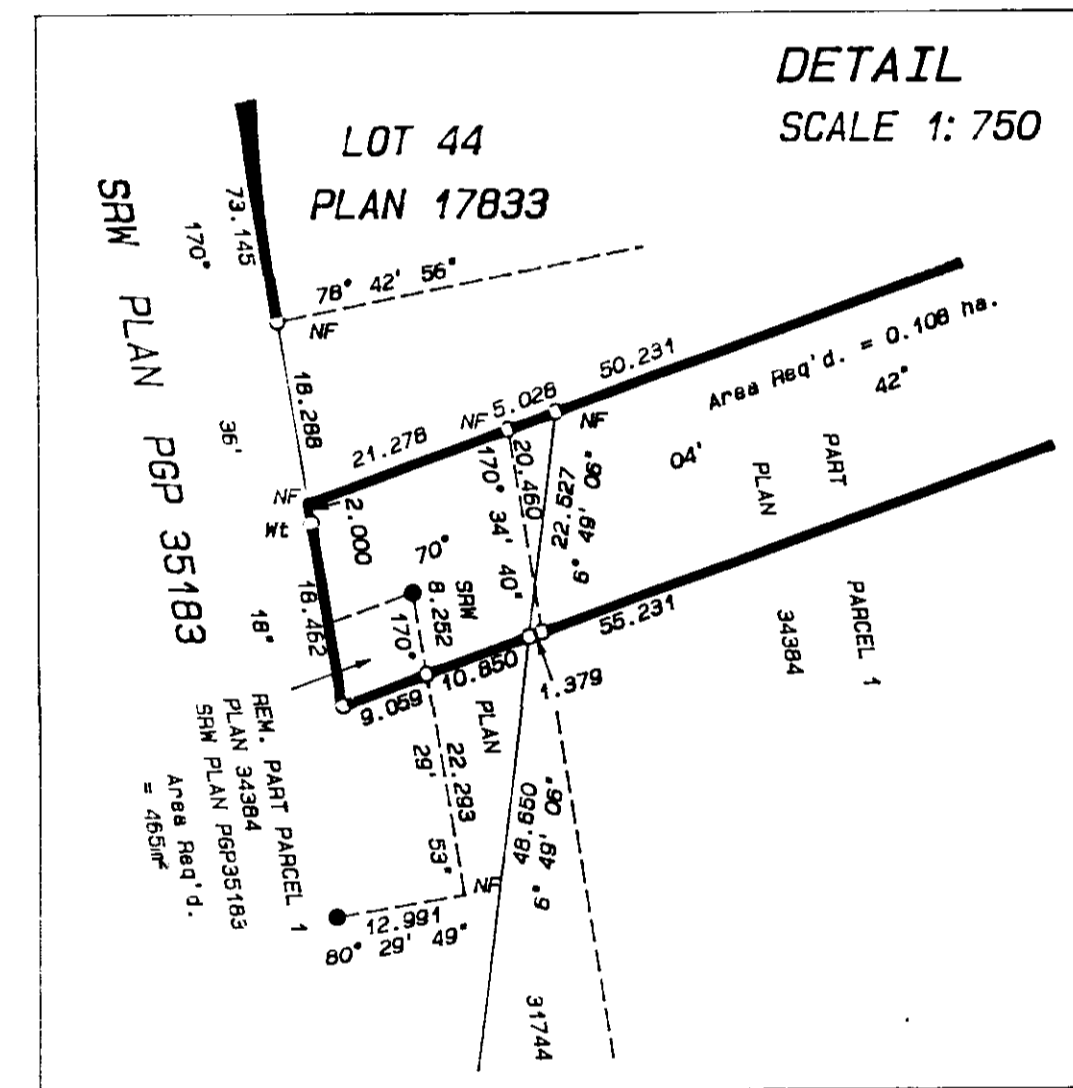 DETAIL
SCALE 1: 750
LOT 44
PLAN 17833
SRW PLAN PGP 35183
73.145
170°
36'
18"
78° 42' 56"
NF
18.288
NF
Wt
2.000
18.462
21.278
NF
5.028
NF
50.231
Area Req'd. = 0.108 ha.
70°
04'
42"
20.460
170° 34' 40"
22.527
6° 48' 06"
PART
PLAN
PARCEL 1
34384
SRW
8.252
170°
29'
53"
9.059
10.850
1.379
55.231
PLAN
22.293
NF
12.991
80° 29' 49"
48.650
6° 48' 06"
31744
REM. PART PARCEL 1
PLAN 34384
SRW PLAN PGP35183
Area Req'd.
= 465m²